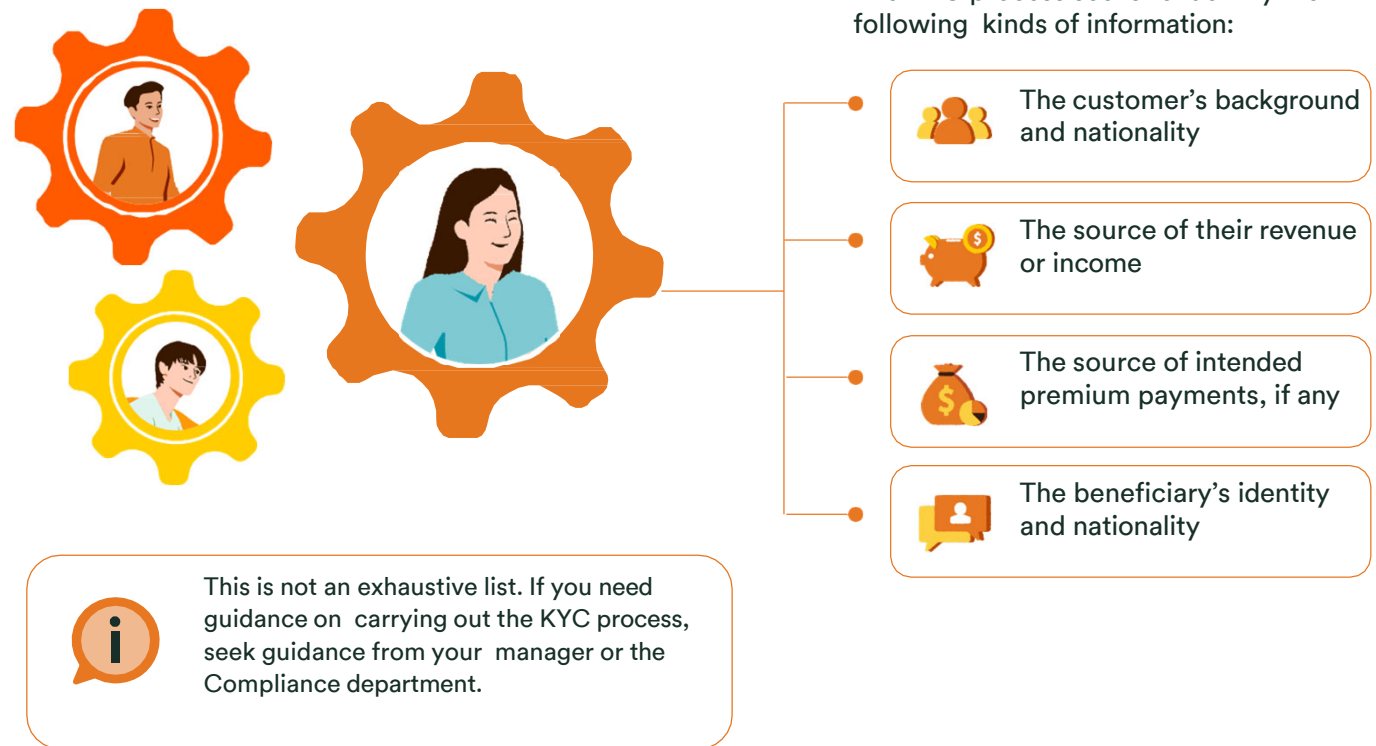 following kinds of information:
The customer’s background
and nationality
The source of their revenue
or income
The source of intended
premium payments, if any
The beneficiary’s identity
and nationality
This is not an exhaustive list. If you need
guidance on carrying out the KYC process,
seek guidance from your manager or the
Compliance department.